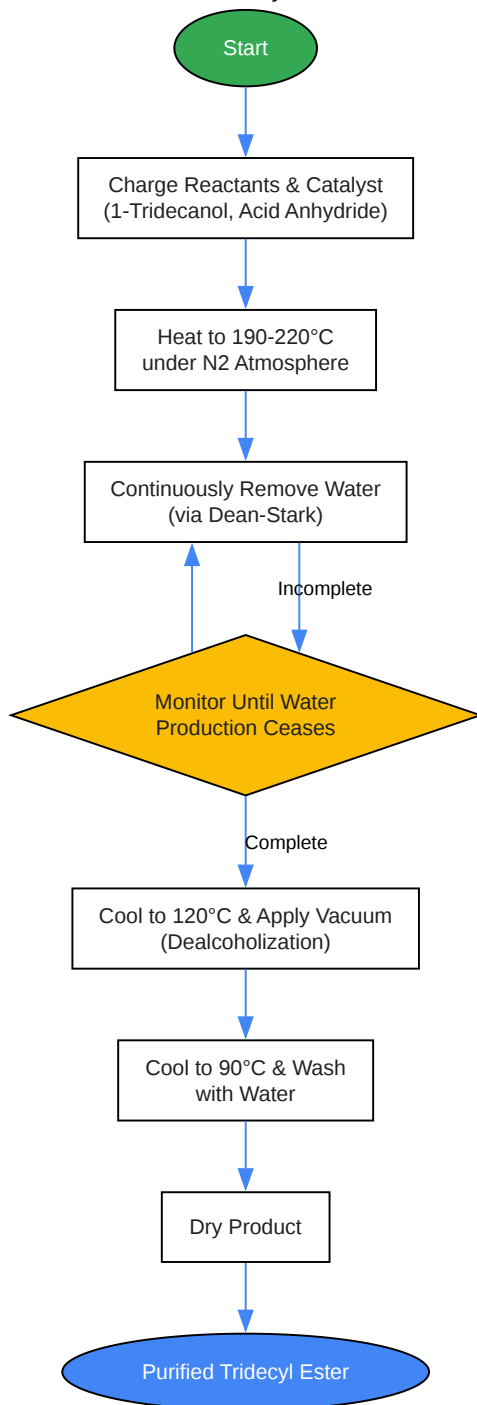 Start
Charge Reactants & Catalyst
(1-Tridecanol, Acid Anhydride)
Heat to 190-220°C
under N2 Atmosphere
Continuously Remove Water
(via Dean-Stark)
Incomplete
Monitor Until Water
Production Ceases
Complete
Cool to 120°C & Apply Vacuum
(Dealcoholization)
Cool to 90°C & Wash
with Water
Dry Product
Purified Tridecyl Ester